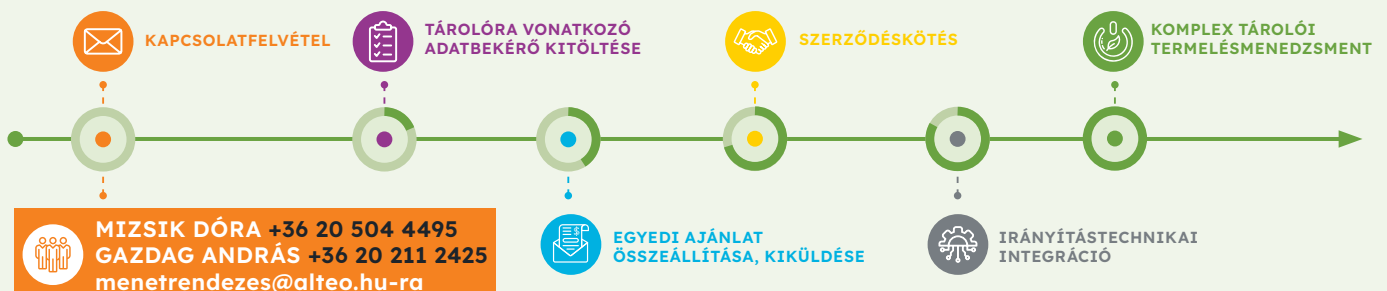 KAPCSOLATFELVÉTEL
TÁROLÓRA VONATKOZÓ
ADATBEKÉRŐ KITÖLTÉSE
SZERZŐDÉSKÖTÉS
KOMPLEX TÁROLÓI
TERMELÉSMENEDZSMENT
MIZSIK DÓRA +36 20 504 4495
GAZDAG ANDRÁS +36 20 211 2425
menetrendezes@alteo.hu-ra
EGYEDI AJÁNLAT
ÖSSZEÁLLÍTÁSA, KIKÜLDÉSE
IRÁNYÍTÁSTECHNIKAI
INTEGRÁCIÓ